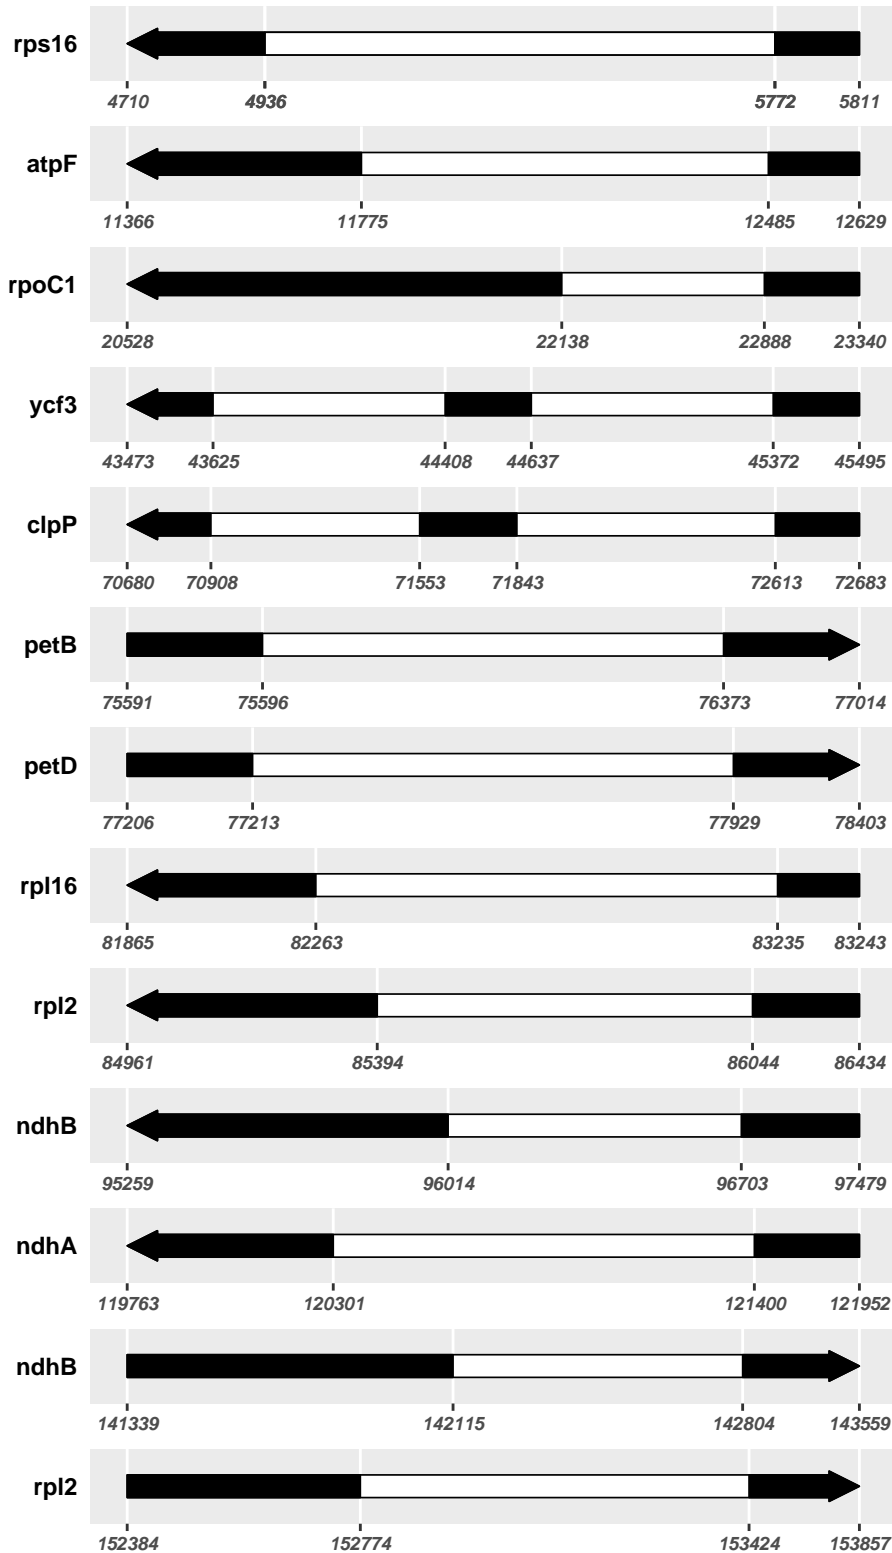 rps16
4710 4936 5772 5811
atpF
11366 11775 12485 12629
rpoC1
20528 22138 22888 23340
ycf3
43473 43625 44408 44637 45372 45495
clpP
70680 70908 71553 71843 72613 72683
petB
75591 75596 76373 77014
petD
77206 77213 77929 78403
rpl16
81865 82263 83235 83243
rpl2
84961 85394 86044 86434
ndhB
95259 96014 96703 97479
ndhA
119763 120301 121400 121952
ndhB
141339 142115 142804 143559
rpl2
152384 152774 153424 153857